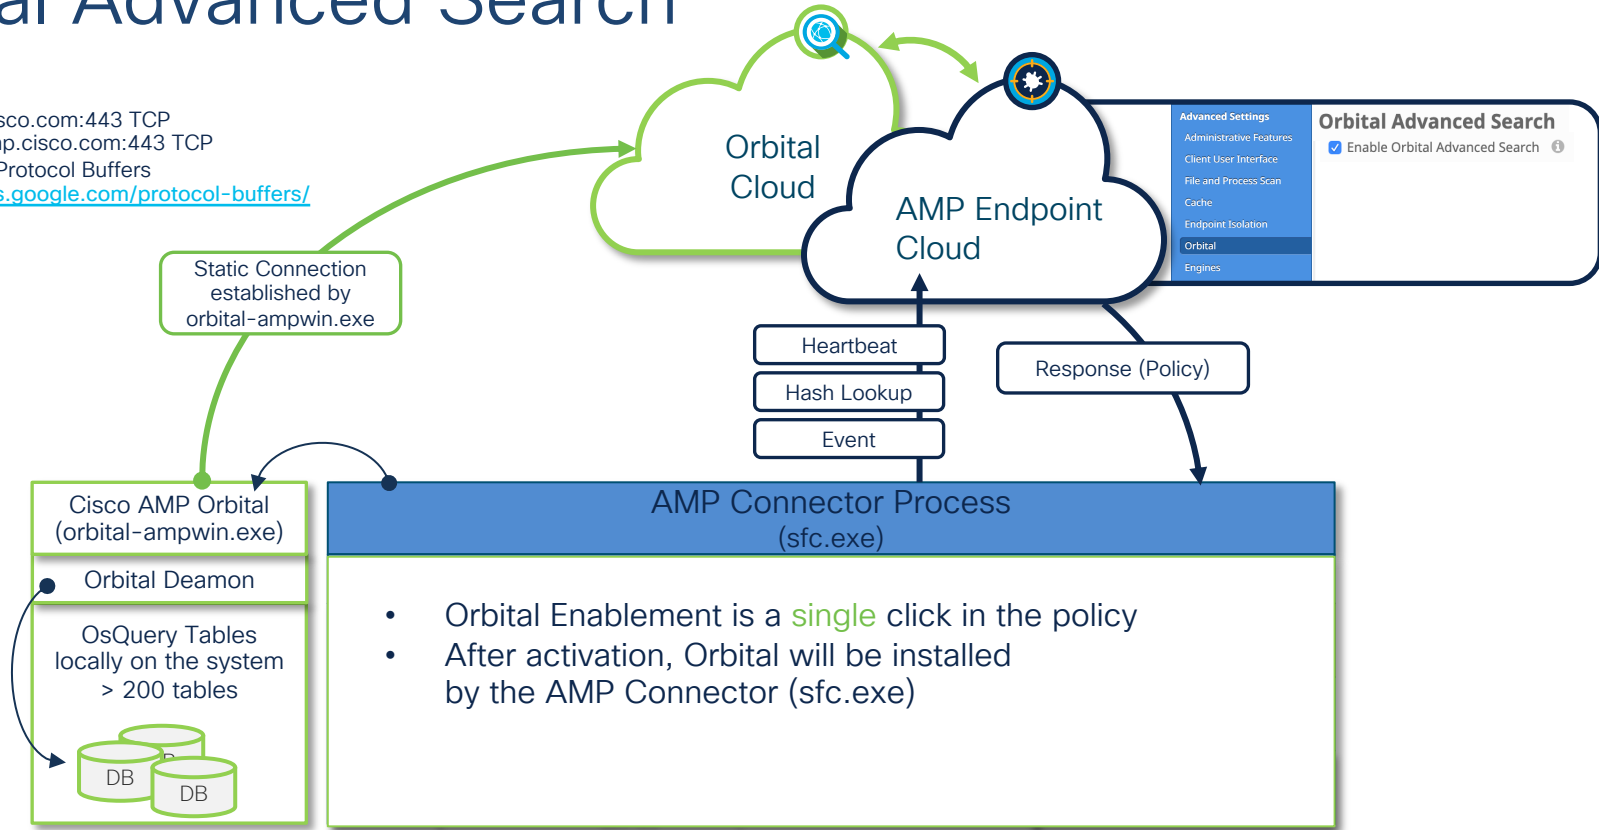 al Advanced Search
sco.com:443 TCP
np.cisco.com:443 TCP
Protocol Buffers
s.google.com/protocol-buffers/
Orbital
Cloud
AMP Endpoint
Cloud
Advanced Settings
Administrative Features
Client User Interface
File and Process Scan
Cache
Endpoint Isolation
Orbital
Engines
Orbital Advanced Search
Enable Orbital Advanced Search
Static Connection
established by
orbital-ampwin.exe
Heartbeat
Hash Lookup
Event
Response (Policy)
Cisco AMP Orbital
(orbital-ampwin.exe)
Orbital Deamon
OsQuery Tables
locally on the system
> 200 tables
DB
DB
AMP Connector Process
(sfc.exe)
• Orbital Enablement is a single click in the policy
• After activation, Orbital will be installed
by the AMP Connector (sfc.exe)